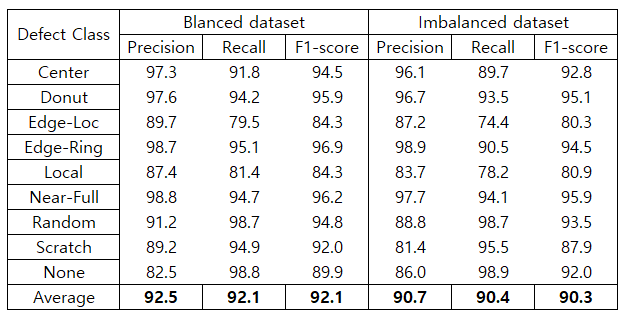 Defect Class Blanced dataset Imbalanced dataset
Precision Recall F1-score Precision Recall F1-score
Center 97.3 91.8 94.5 96.1 89.7 92.8
Donut 97.6 94.2 95.9 96.7 93.5 95.1
Edge-Loc 89.7 79.5 84.3 87.2 74.4 80.3
Edge-Ring 98.7 95.1 96.9 98.9 90.5 94.5
Local 87.4 81.4 84.3 83.7 78.2 80.9
Near-Full 98.8 94.7 96.2 97.7 94.1 95.9
Random 91.2 98.7 94.8 88.8 98.7 93.5
Scratch 89.2 94.9 92.0 81.4 95.5 87.9
None 82.5 98.8 89.9 86.0 98.9 92.0
Average 92.5 92.1 92.1 90.7 90.4 90.3